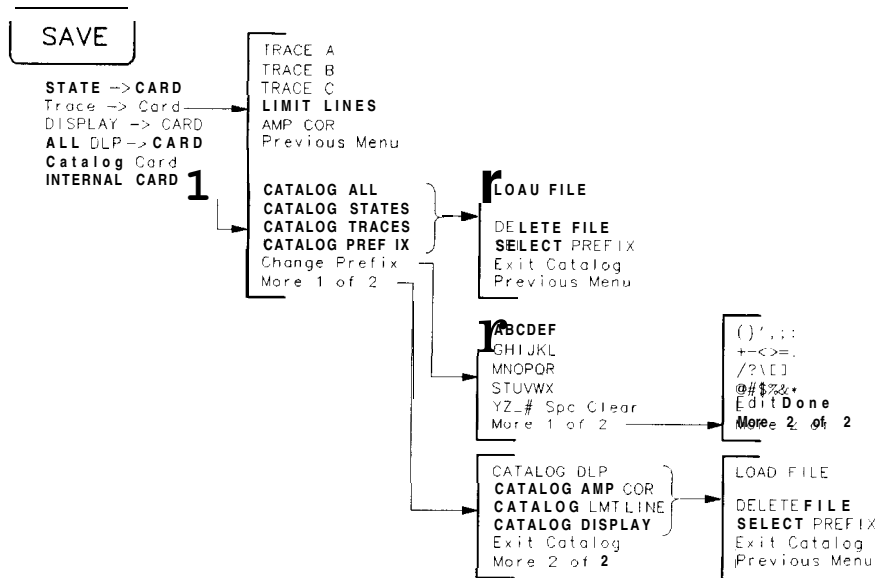 SAVE
STATE -> CARD
Trace -> Card
DISPLAY -> CARD
ALL DLP -> CARD
Catalog Card
INTERNAL CARD
TRACE A
TRACE B
TRACE C
LIMIT LINES
AMP COR
Previous Menu
CATALOG ALL
CATALOG STATES
CATALOG TRACES
CATALOG PREFIX
Change Prefix
More 1 of 2
LOAU FILE
DELETE FILE
SELECT PREFIX
Exit Catalog
Previous Menu
ABCDEF
GHIJKL
MNOPQR
STUVWX
YZ_# Spc Clear
More 1 of 2
()',;:
+-<>=.
/?\[]
@#$%&*
Edit Done
More 2 of 2
CATALOG DLP
CATALOG AMP COR
CATALOG LMT LINE
CATALOG DISPLAY
Exit Catalog
More 2 of 2
LOAD FILE
DELETE FILE
SELECT PREFIX
Exit Catalog
Previous Menu